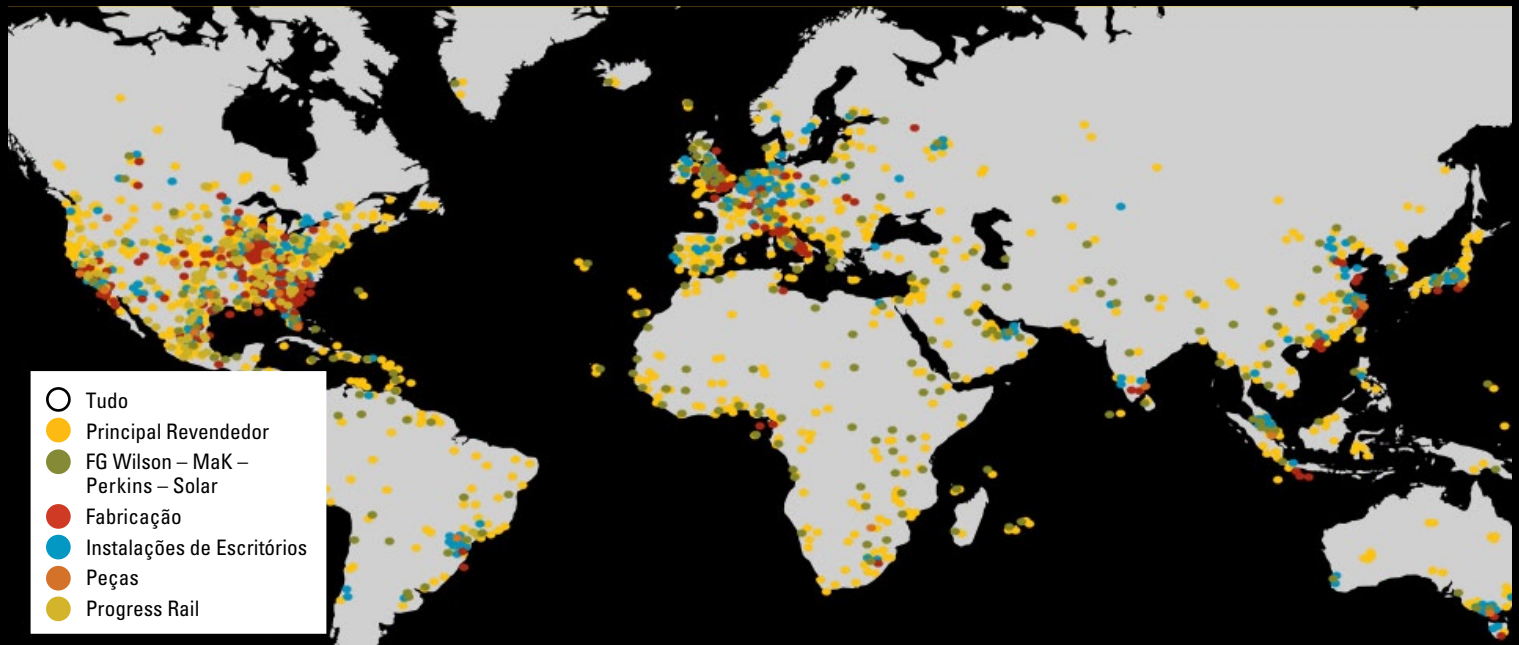 Tudo
Principal Revendedor
FG Wilson – MaK –
Perkins – Solar
Fabricação
Instalações de Escritórios
Peças
Progress Rail